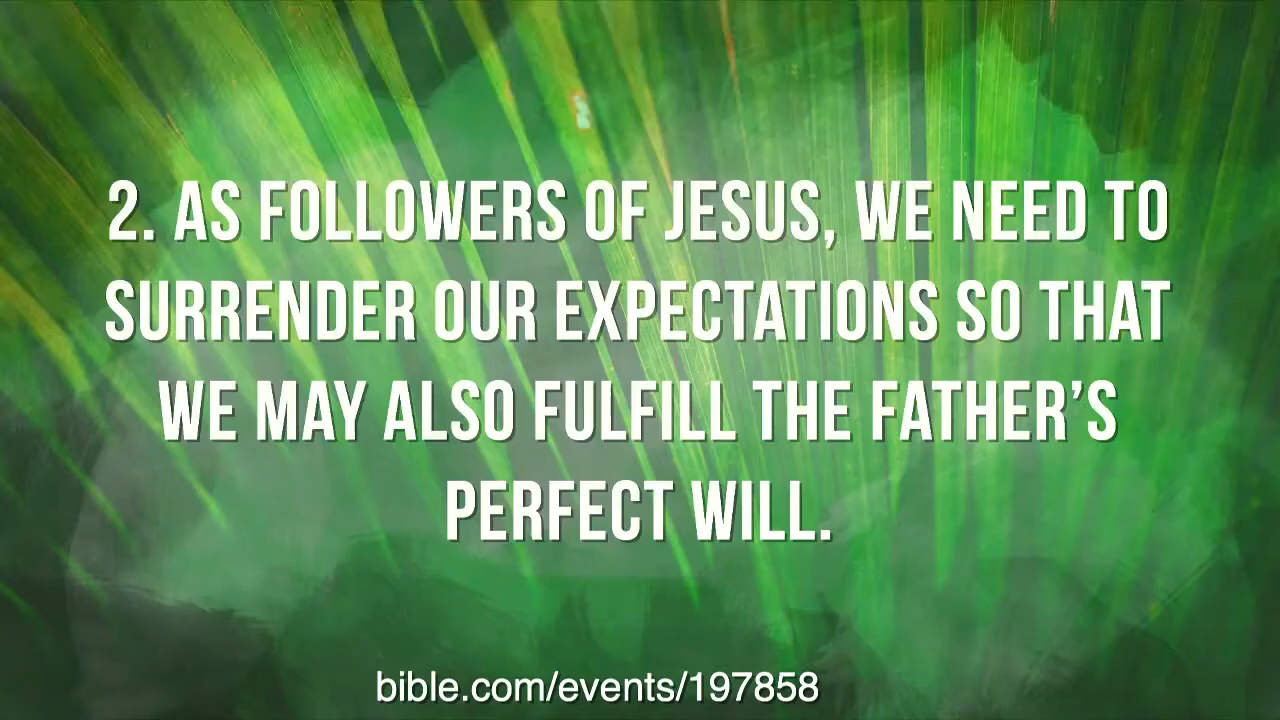 2. AS FOLLOWERS OF JESUS, WE NEED TO
SURRENDER OUR EXPECTATIONS SO THAT
WE MAY ALSO FULFILL THE FATHER’S
PERFECT WILL.
bible.com/events/197858